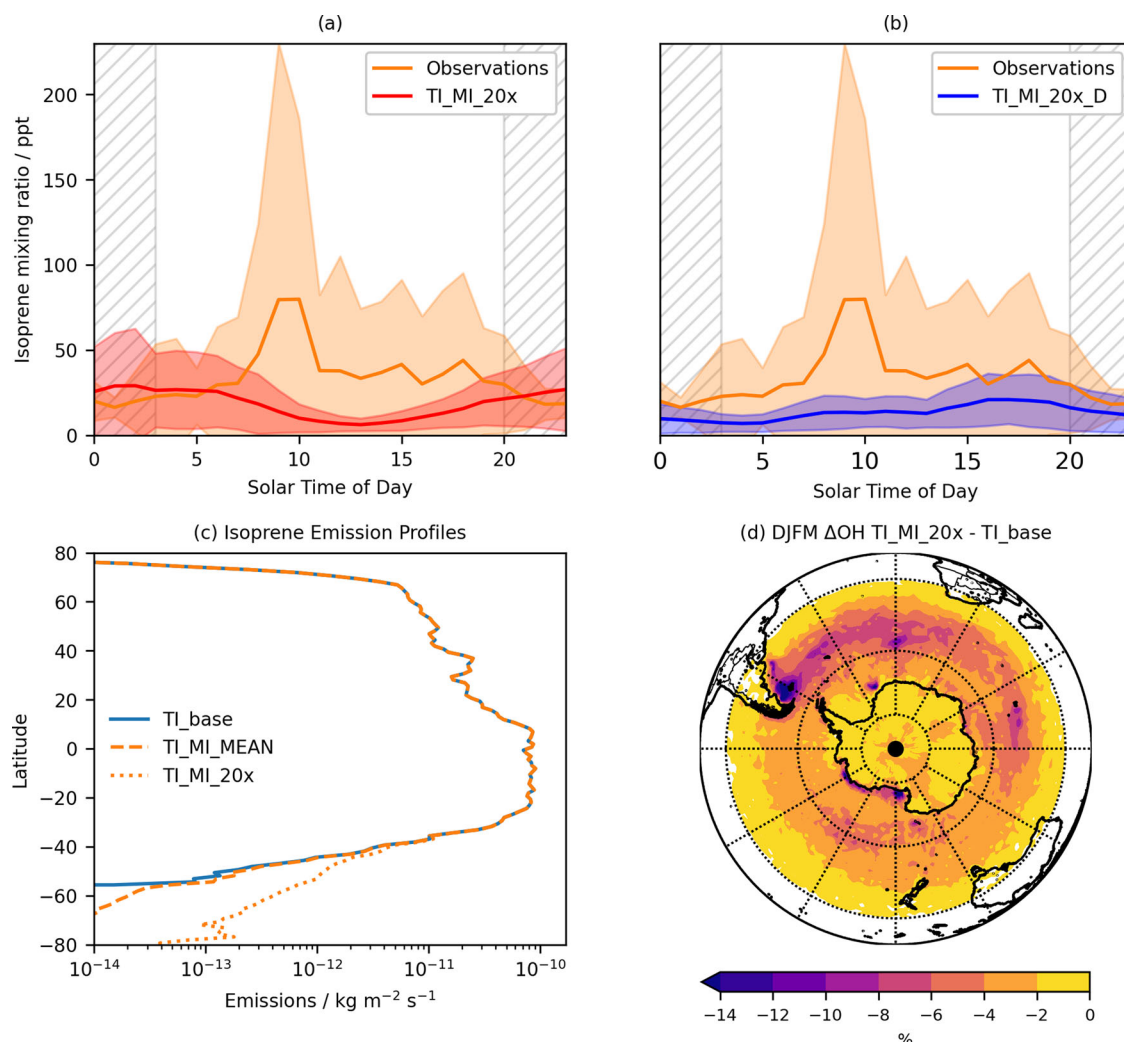 (a)
(b)
Isoprene mixing ratio / ppt
200
150
100
50
0
Observations
TI_MI_20x
0 5 10 15 20
Solar Time of Day
Observations
TI_MI_20x_D
0 5 10 15 20
Solar Time of Day
(c) Isoprene Emission Profiles
Latitude
80
60
40
20
0
−20
−40
−60
−80
TI_base
TI_MI_MEAN
TI_MI_20x
10⁻¹⁴ 10⁻¹³ 10⁻¹² 10⁻¹¹ 10⁻¹⁰
Emissions / kg m⁻² s⁻¹
(d) DJFM ΔOH TI_MI_20x - TI_base
−14 −12 −10 −8 −6 −4 −2 0
%